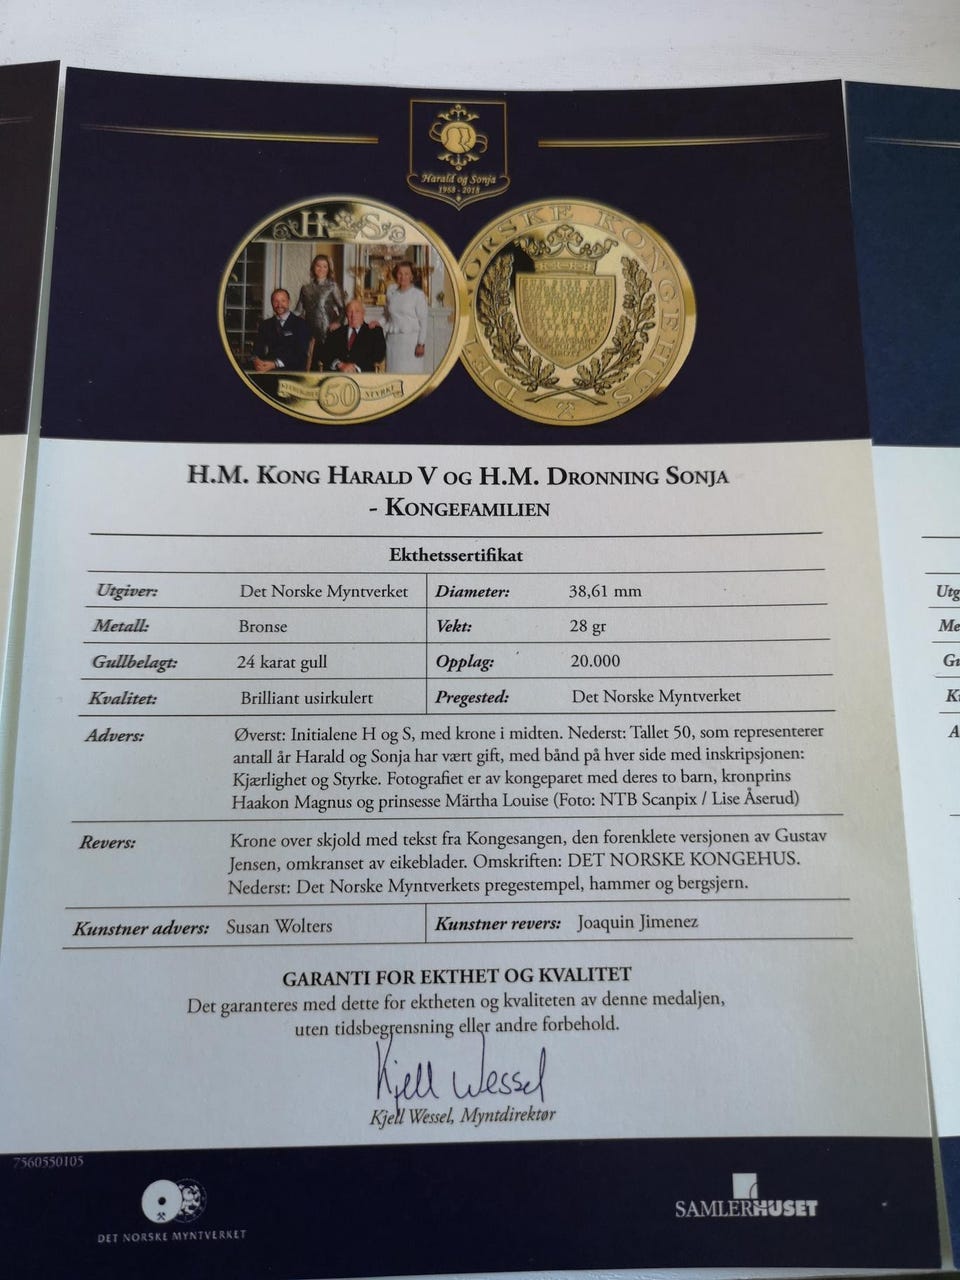 Harald og Sonja
1968 - 2018
H S
50
STYRKE
DET NORSKE KONGEHUS
H.M. KONG HARALD V OG H.M. DRONNING SONJA
- KONGEFAMILIEN
Ekthetssertifikat
Utgiver: Det Norske Myntverket Diameter: 38,61 mm
Metall: Bronse Vekt: 28 gr
Gullbelagt: 24 karat gull Opplag: 20.000
Kvalitet: Brilliant usirkulert Pregested: Det Norske Myntverket
Advers: Øverst: Initialene H og S, med krone i midten. Nederst: Tallet 50, som representerer
antall år Harald og Sonja har vært gift, med bånd på hver side med inskripsjonen:
Kjærlighet og Styrke. Fotografiet er av kongeparet med deres to barn, kronprins
Haakon Magnus og prinsesse Märtha Louise (Foto: NTB Scanpix / Lise Åserud)
Revers: Krone over skjold med tekst fra Kongesangen, den forenklete versjonen av Gustav
Jensen, omkranset av eikeblader. Omskriften: DET NORSKE KONGEHUS.
Nederst: Det Norske Myntverkets pregestempel, hammer og bergsjern.
Kunstner advers: Susan Wolters Kunstner revers: Joaquin Jimenez
GARANTI FOR EKTHET OG KVALITET
Det garanteres med dette for ektheten og kvaliteten av denne medaljen,
uten tidsbegrensning eller andre forbehold.
Kjell Wessel
Kjell Wessel, Myntdirektør
7560550105
DET NORSKE MYNTVERKET
SAMLERHUSET
Utg
Me
Gu
K
A